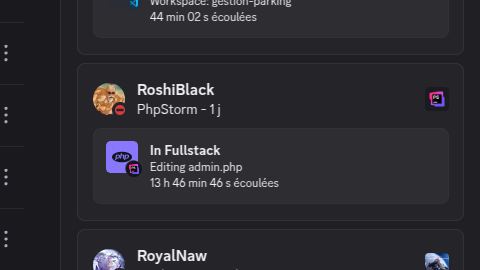 Workspace: gestion-parking
44 min 02 s écoulées
RoshiBlack
PhpStorm - 1 j
php
In Fullstack
Editing admin.php
13 h 46 min 46 s écoulées
RoyalNaw